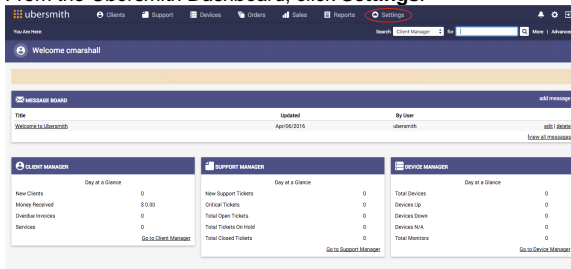 From the Ubersmith Dashboard, click Settings.
ubersmith Clients Support Devices Orders Sales Reports Settings
You Are Here: Search Client Manager for More | Advanced
Welcome cmarshall
MESSAGE BOARD add message
Title Updated By User
Welcome to Ubersmith Apr/06/2016 ubersmith edit | delete
view all messages
CLIENT MANAGER
Day at a Glance
New Clients 0
Money Received $ 0.00
Overdue Invoices 0
Services 0
Go to Client Manager
SUPPORT MANAGER
Day at a Glance
New Support Tickets 0
Critical Tickets 0
Total Open Tickets 0
Total Tickets On Hold 0
Total Closed Tickets 0
Go to Support Manager
DEVICE MANAGER
Day at a Glance
Total Devices 0
Devices Up 0
Devices Down 0
Devices N/A 0
Total Monitors 0
Go to Device Manager